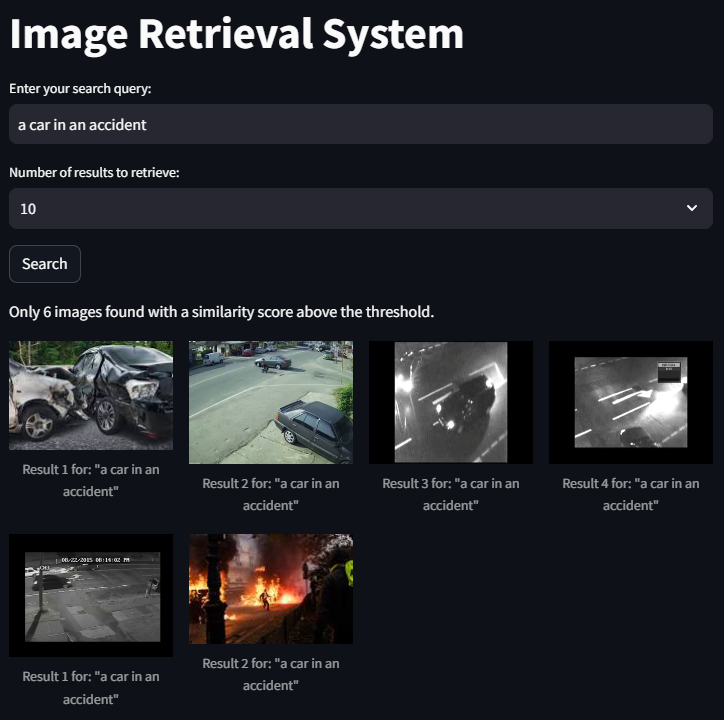 Image Retrieval System
Enter your search query:
a car in an accident
Number of results to retrieve:
10
Search
Only 6 images found with a similarity score above the threshold.
Result 1 for: "a car in an
accident"
Result 2 for: "a car in an
accident"
Result 3 for: "a car in an
accident"
Result 4 for: "a car in an
accident"
08/22/2015 08:14:02 PM
Result 1 for: "a car in an
accident"
Result 2 for: "a car in an
accident"